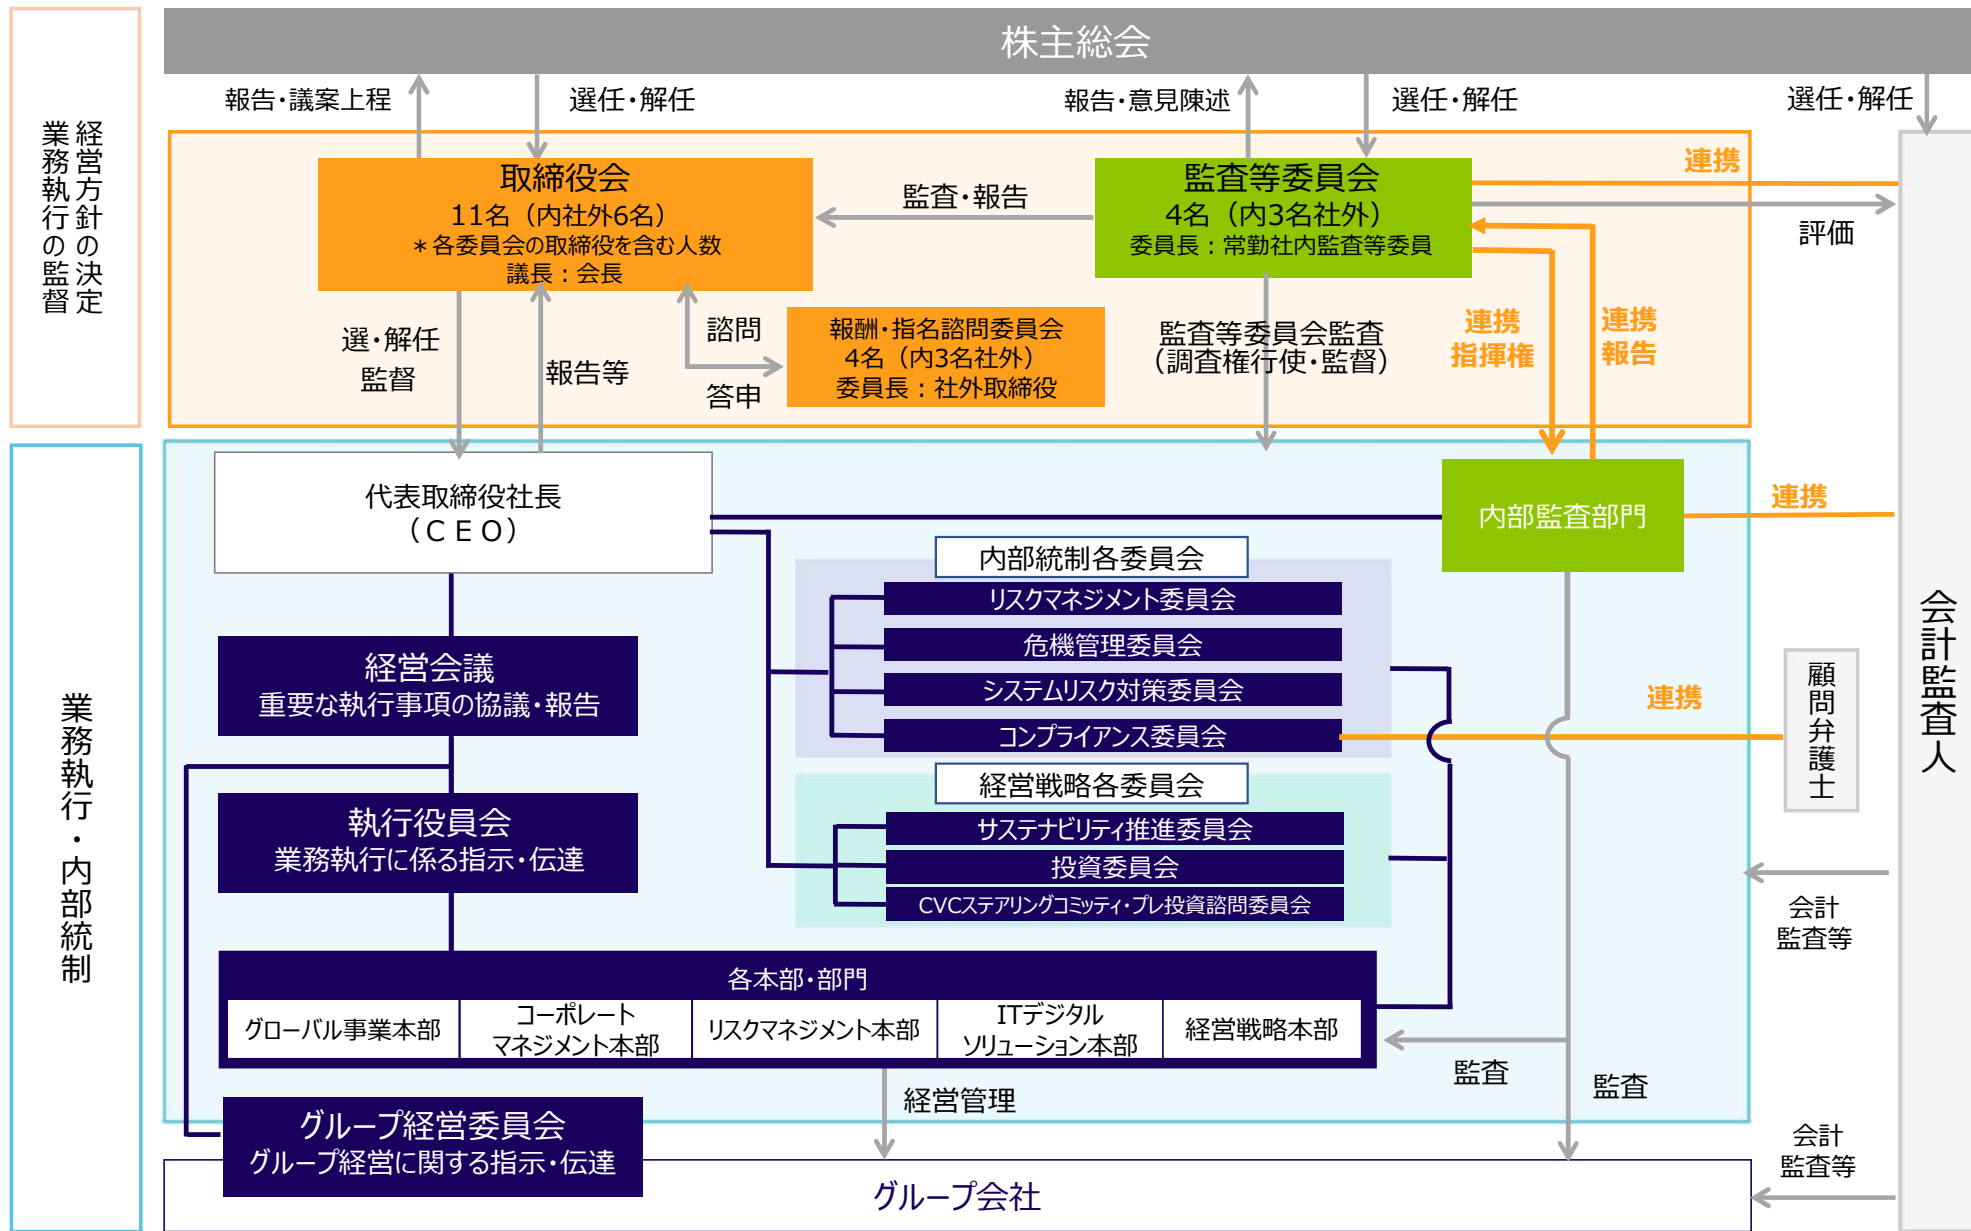 株主総会
報告・議案上程
選任・解任
報告・意見陳述
選任・解任
選任・解任
経営方針の決定
業務執行の監督
取締役会
11名（内社外6名）
＊各委員会の取締役を含む人数
議長：会長
監査・報告
監査等委員会
4名（内3名社外）
委員長：常勤社内監査等委員
連携
評価
選・解任
監督
報告等
諮問
答申
報酬・指名諮問委員会
4名（内3名社外）
委員長：社外取締役
監査等委員会監査
（調査権行使・監督）
連携
指揮権
連携
報告
会計監査人
業務執行・内部統制
代表取締役社長
（ＣＥＯ）
内部監査部門
連携
内部統制各委員会
リスクマネジメント委員会
危機管理委員会
システムリスク対策委員会
コンプライアンス委員会
連携
顧問弁護士
経営会議
重要な執行事項の協議・報告
経営戦略各委員会
サステナビリティ推進委員会
投資委員会
CVCステアリングコミッティ・プレ投資諮問委員会
執行役員会
業務執行に係る指示・伝達
会計
監査等
各本部・部門
グローバル事業本部
コーポレート
マネジメント本部
リスクマネジメント本部
ITデジタル
ソリューション本部
経営戦略本部
監査
監査
経営管理
グループ経営委員会
グループ経営に関する指示・伝達
会計
監査等
グループ会社